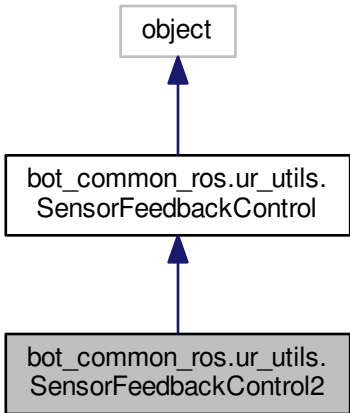 object
bot_common_ros.ur_utils.
SensorFeedbackControl
bot_common_ros.ur_utils.
SensorFeedbackControl2